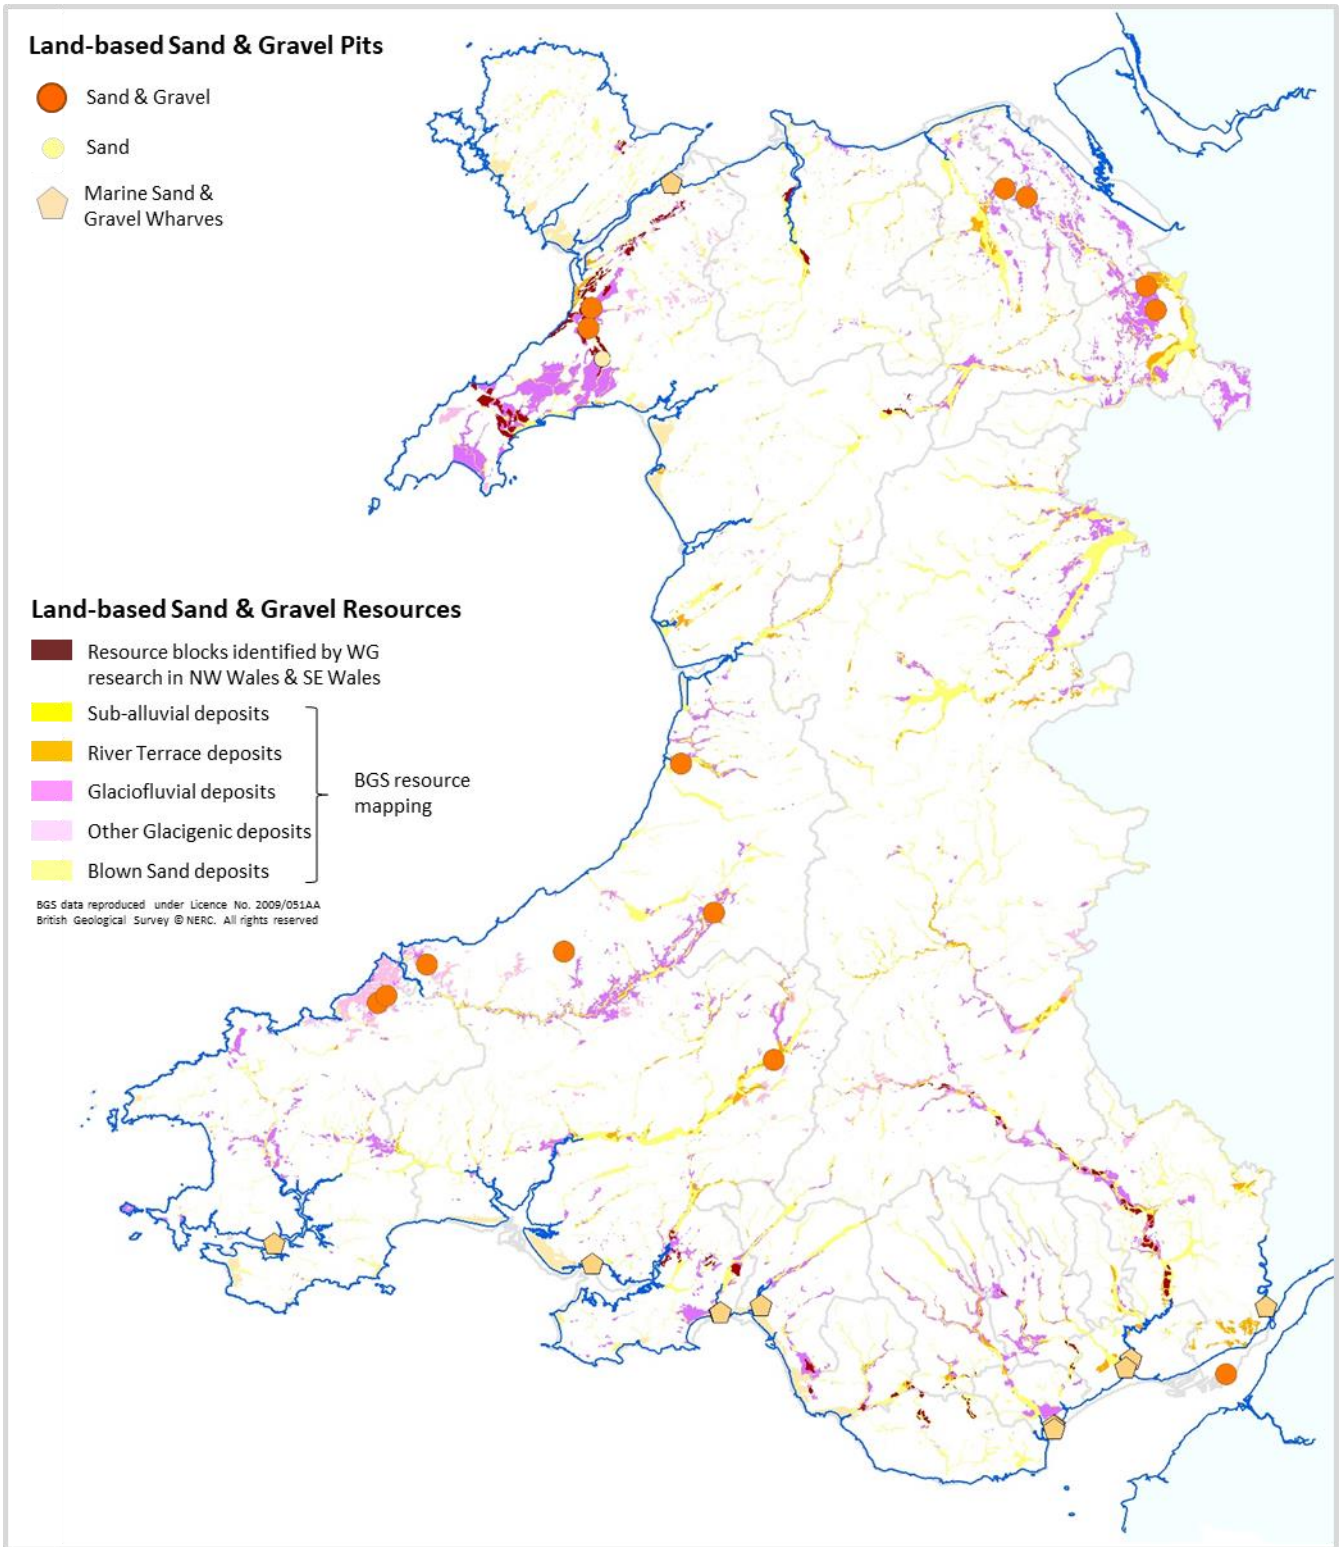 Land-based Sand & Gravel Pits
Sand & Gravel
Sand
Marine Sand &
Gravel Wharves
Land-based Sand & Gravel Resources
Resource blocks identified by WG
research in NW Wales & SE Wales
Sub-alluvial deposits
River Terrace deposits
Glaciofluvial deposits
Other Glacigenic deposits
Blown Sand deposits
BGS resource
mapping
BGS data reproduced under Licence No. 2009/051AA
British Geological Survey © NERC. All rights reserved